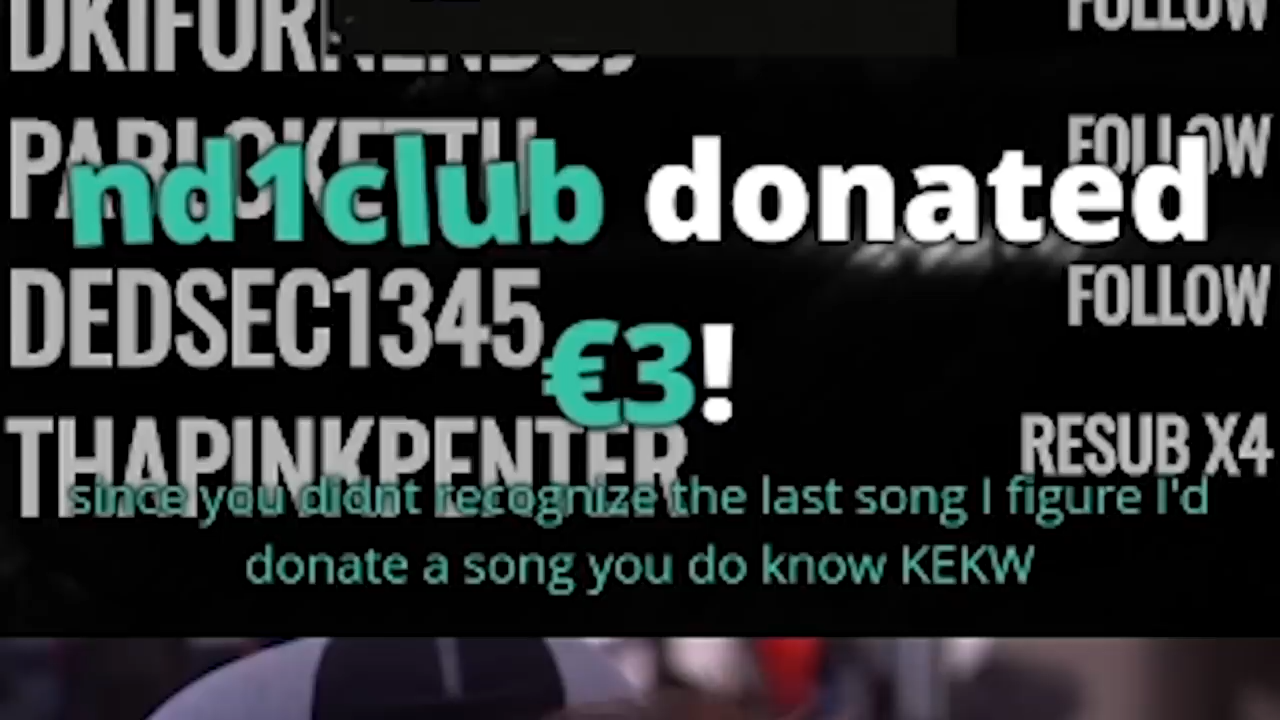 FOLLOW
PABLOKETTU FOLLOW
nd1club donated
DEDSEC1345 FOLLOW
€3!
THAPINKPENTER RESUB X4
since you didnt recognize the last song I figure I'd
donate a song you do know KEKW